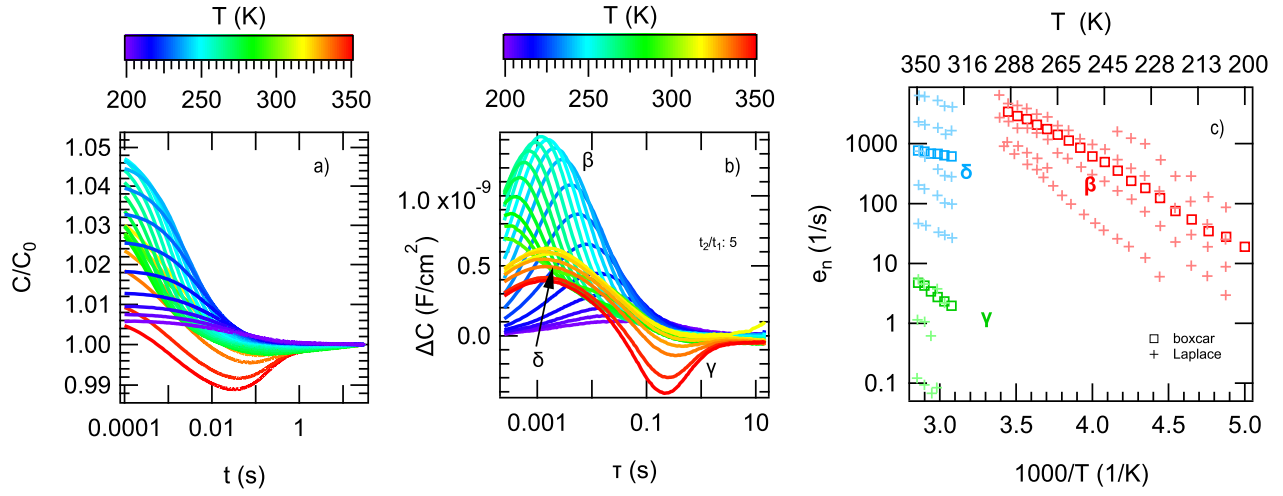 T (K)
200 250 300 350
a)
C/C0
1.05
1.04
1.03
1.02
1.01
1.00
0.99
0.0001 0.01 1
t (s)
T (K)
200 250 300 350
b)
β
t2/t1: 5
ΔC (F/cm²)
1.0 x10⁻⁹
0.5
0.0
δ
γ
0.001 0.1 10
τ (s)
T (K)
350 316 288 265 245 228 213 200
c)
δ
β
γ
□ boxcar
+ Laplace
en (1/s)
1000
100
10
1
0.1
3.0 3.5 4.0 4.5 5.0
1000/T (1/K)